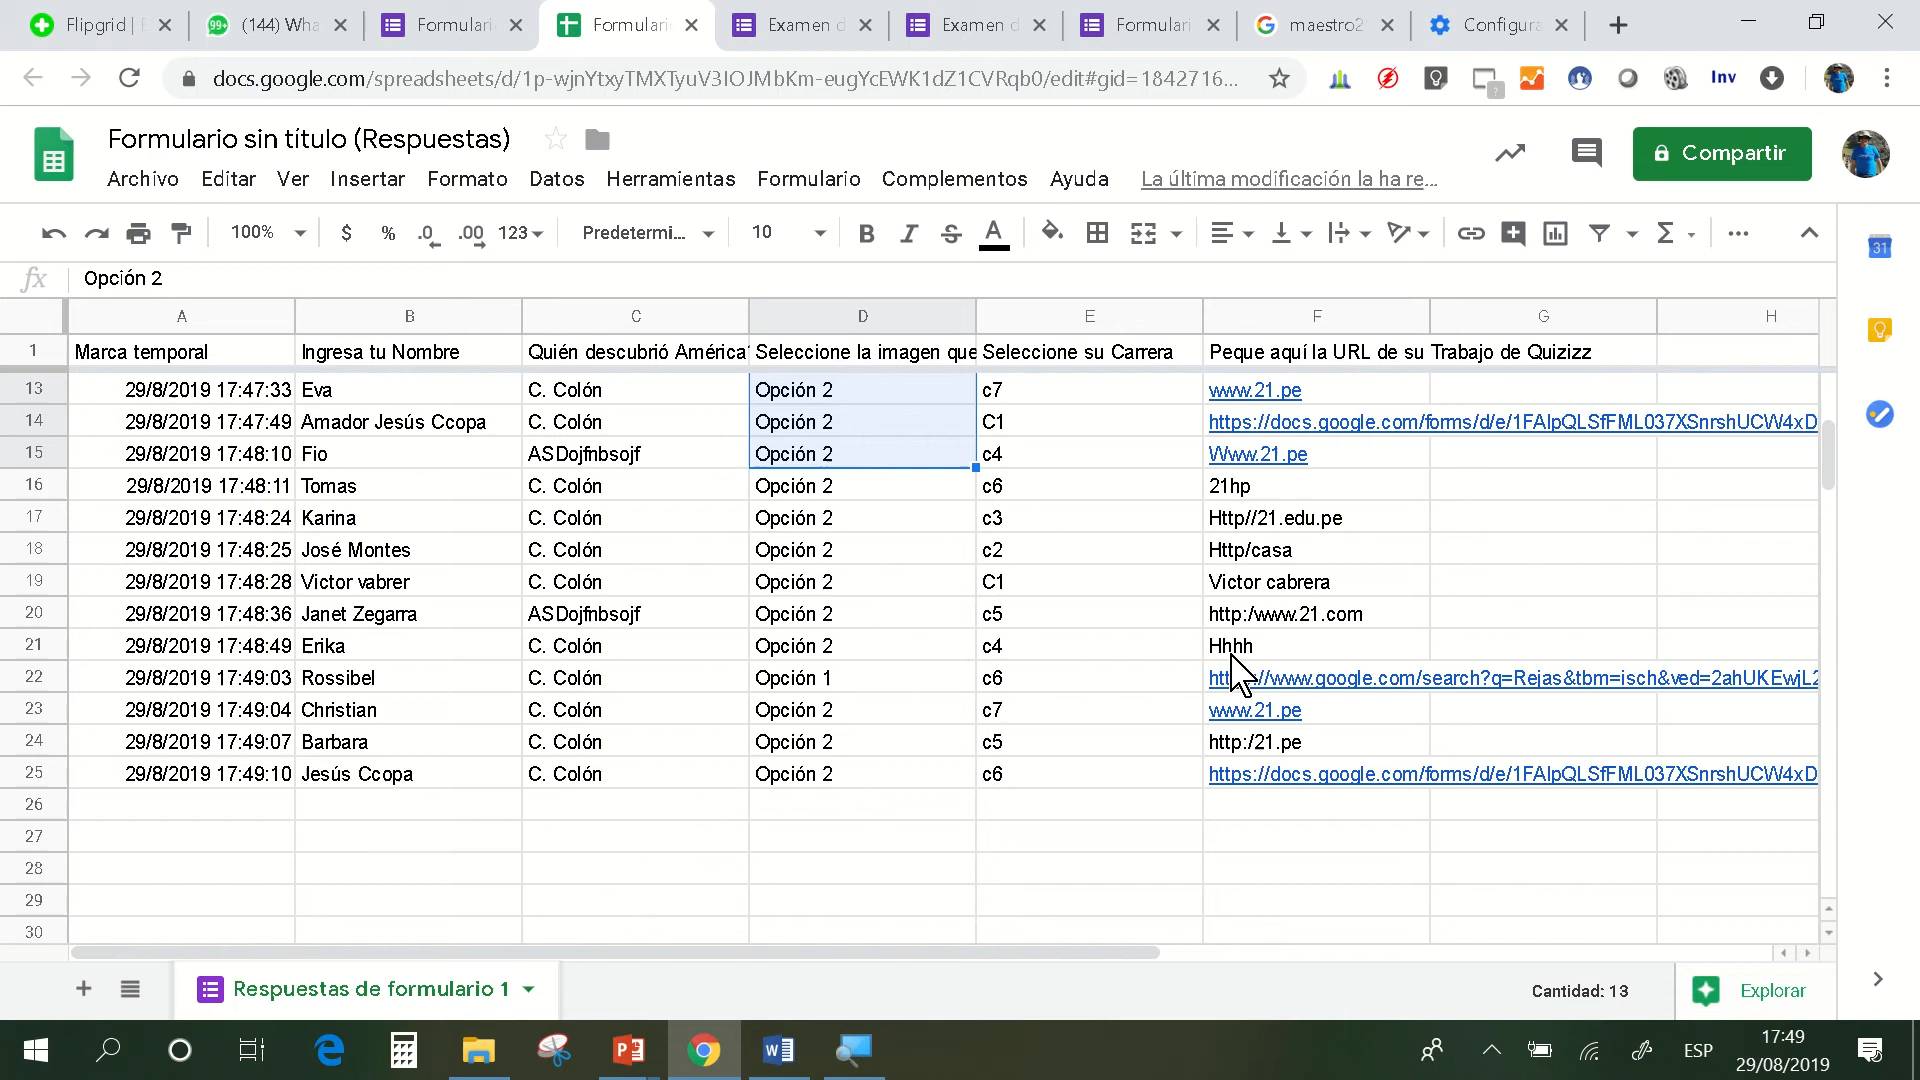 Flipgrid | E
(144) Wha
Formulari
Formulari
Examen d
Examen d
Formulari
maestro2
Configura
docs.google.com/spreadsheets/d/1p-wjnYtxyTMXTyuV3IOJMbKm-eugYcEWK1dZ1CVRqb0/edit#gid=1842716...
Inv
Formulario sin título (Respuestas)
Compartir
Archivo Editar Ver Insertar Formato Datos Herramientas Formulario Complementos Ayuda La última modificación la ha re...
100% $ % .0 .00 123 Predetermi... 10 B I S A
31
fx Opción 2
A B C D E F G H
1 Marca temporal Ingresa tu Nombre Quién descubrió América Seleccione la imagen que Seleccione su Carrera Peque aquí la URL de su Trabajo de Quizizz
13 29/8/2019 17:47:33 Eva C. Colón Opción 2 c7 www.21.pe
14 29/8/2019 17:47:49 Amador Jesús Ccopa C. Colón Opción 2 C1 https://docs.google.com/forms/d/e/1FAIpQLSfFML037XSnrshUCW4xD
15 29/8/2019 17:48:10 Fio ASDojfnbsojf Opción 2 c4 Www.21.pe
16 29/8/2019 17:48:11 Tomas C. Colón Opción 2 c6 21hp
17 29/8/2019 17:48:24 Karina C. Colón Opción 2 c3 Http//21.edu.pe
18 29/8/2019 17:48:25 José Montes C. Colón Opción 2 c2 Http/casa
19 29/8/2019 17:48:28 Victor vabrer C. Colón Opción 2 C1 Victor cabrera
20 29/8/2019 17:48:36 Janet Zegarra ASDojfnbsojf Opción 2 c5 http:/www.21.com
21 29/8/2019 17:48:49 Erika C. Colón Opción 2 c4 Hhhh
22 29/8/2019 17:49:03 Rossibel C. Colón Opción 1 c6 //www.google.com/search?q=Rejas&tbm=isch&ved=2ahUKEwjL2
23 29/8/2019 17:49:04 Christian C. Colón Opción 2 c7 www.21.pe
24 29/8/2019 17:49:07 Barbara C. Colón Opción 2 c5 http:/21.pe
25 29/8/2019 17:49:10 Jesús Ccopa C. Colón Opción 2 c6 https://docs.google.com/forms/d/e/1FAIpQLSfFML037XSnrshUCW4xD
26
27
28
29
30
Respuestas de formulario 1
Cantidad: 13
Explorar
ESP
17:49
29/08/2019